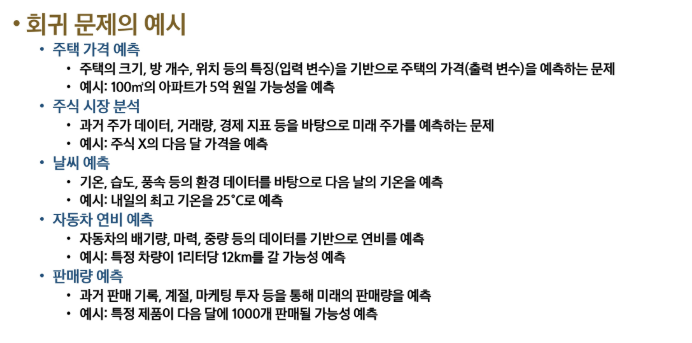 • 회귀 문제의 예시
• 주택 가격 예측
• 주택의 크기, 방 개수, 위치 등의 특징(입력 변수)을 기반으로 주택의 가격(출력 변수)을 예측하는 문제
• 예시: 100㎡의 아파트가 5억 원일 가능성을 예측
• 주식 시장 분석
• 과거 주가 데이터, 거래량, 경제 지표 등을 바탕으로 미래 주가를 예측하는 문제
• 예시: 주식 X의 다음 달 가격을 예측
• 날씨 예측
• 기온, 습도, 풍속 등의 환경 데이터를 바탕으로 다음 날의 기온을 예측
• 예시: 내일의 최고 기온을 25°C로 예측
• 자동차 연비 예측
• 자동차의 배기량, 마력, 중량 등의 데이터를 기반으로 연비를 예측
• 예시: 특정 차량이 1리터당 12km를 갈 가능성 예측
• 판매량 예측
• 과거 판매 기록, 계절, 마케팅 투자 등을 통해 미래의 판매량을 예측
• 예시: 특정 제품이 다음 달에 1000개 판매될 가능성 예측